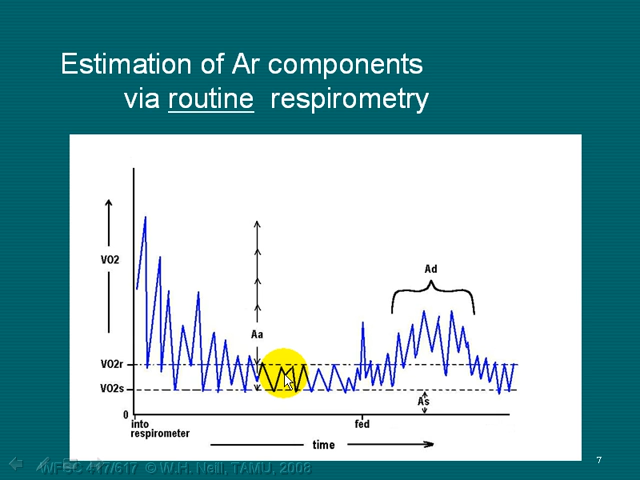 Estimation of Ar components
via routine respirometry
Ad
VO2
Aa
VO2r
VO2s
As
0
into
respirometer
fed
time
WFSC 417/617 © W.H. Neill, TAMU, 2008
7